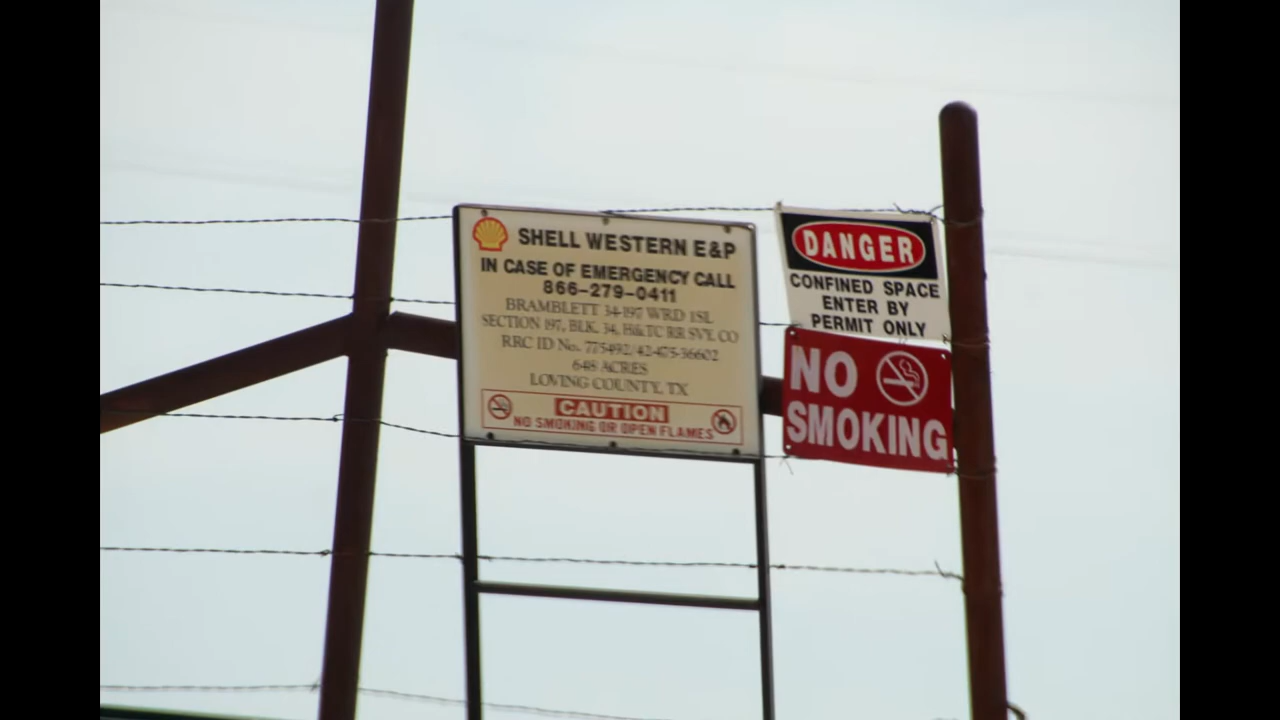 SHELL WESTERN E&P
IN CASE OF EMERGENCY CALL
866-279-0411
BRAMBLETT 34-197 WRD 1SL
SECTION 197, BLK. 34, H&TC RR SVY. CO
RRC ID No. 775492/42-475-36602
648 ACRES
LOVING COUNTY, TX
CAUTION
NO SMOKING OR OPEN FLAMES
DANGER
CONFINED SPACE
ENTER BY
PERMIT ONLY
NO
SMOKING